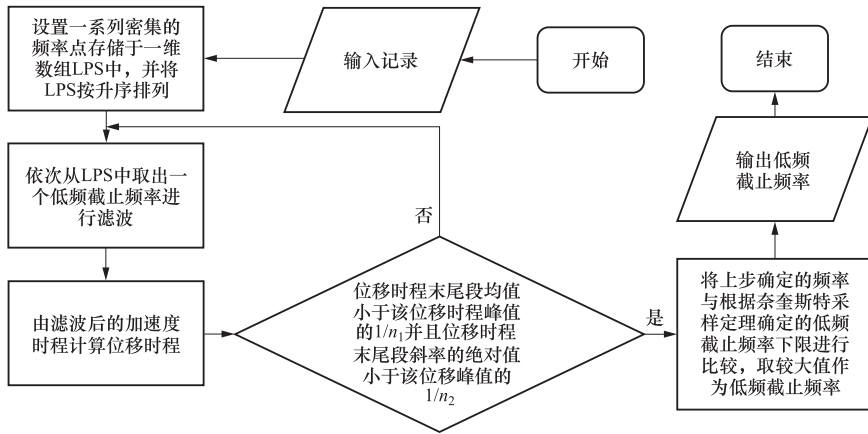 开始
输入记录
设置一系列密集的
频率点存储于一维
数组LPS中，并将
LPS按升序排列
依次从LPS中取出一
个低频截止频率进
行滤波
由滤波后的加速度
时程计算位移时程
位移时程末尾段均值
小于该位移时程峰值
的1/n₁并且位移时程
末尾段斜率的绝对值
小于该位移峰值的
1/n₂
否
是
将上步确定的频率
与根据奈奎斯特采
样定理确定的低频
截止频率下限进行
比较，取较大值作
为低频截止频率
输出低频
截止频率
结束